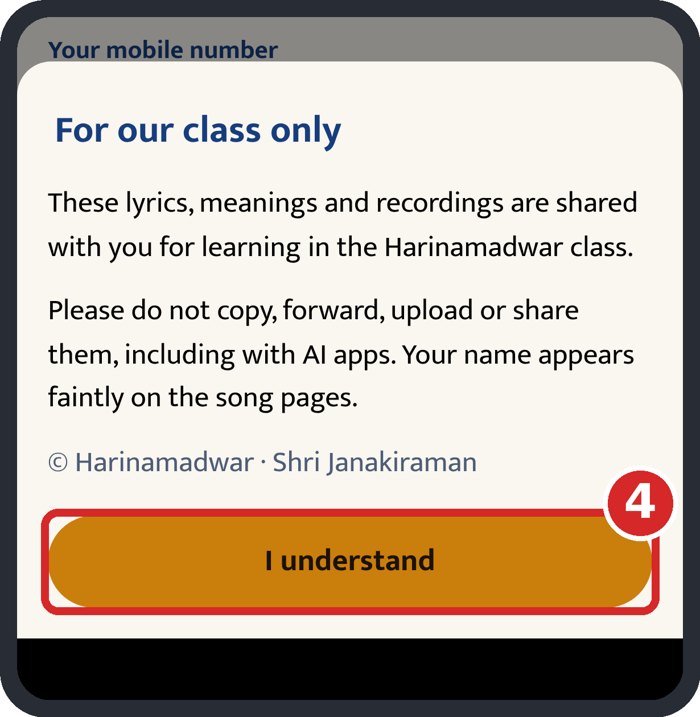 Your mobile number
For our class only
These lyrics, meanings and recordings are shared
with you for learning in the Harinamadwar class.
Please do not copy, forward, upload or share
them, including with AI apps. Your name appears
faintly on the song pages.
© Harinamadwar · Shri Janakiraman
4
I understand